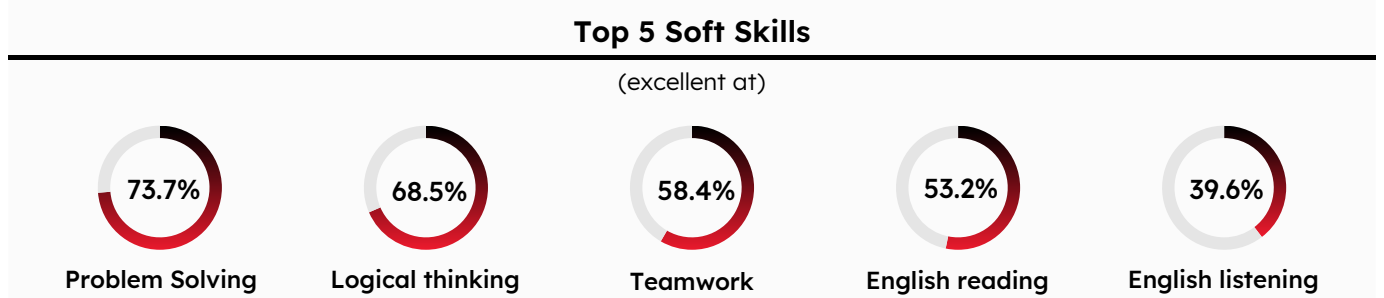 Top 5 Soft Skills
(excellent at)
73.7% 68.5% 58.4% 53.2% 39.6%
Problem Solving Logical thinking Teamwork English reading English listening